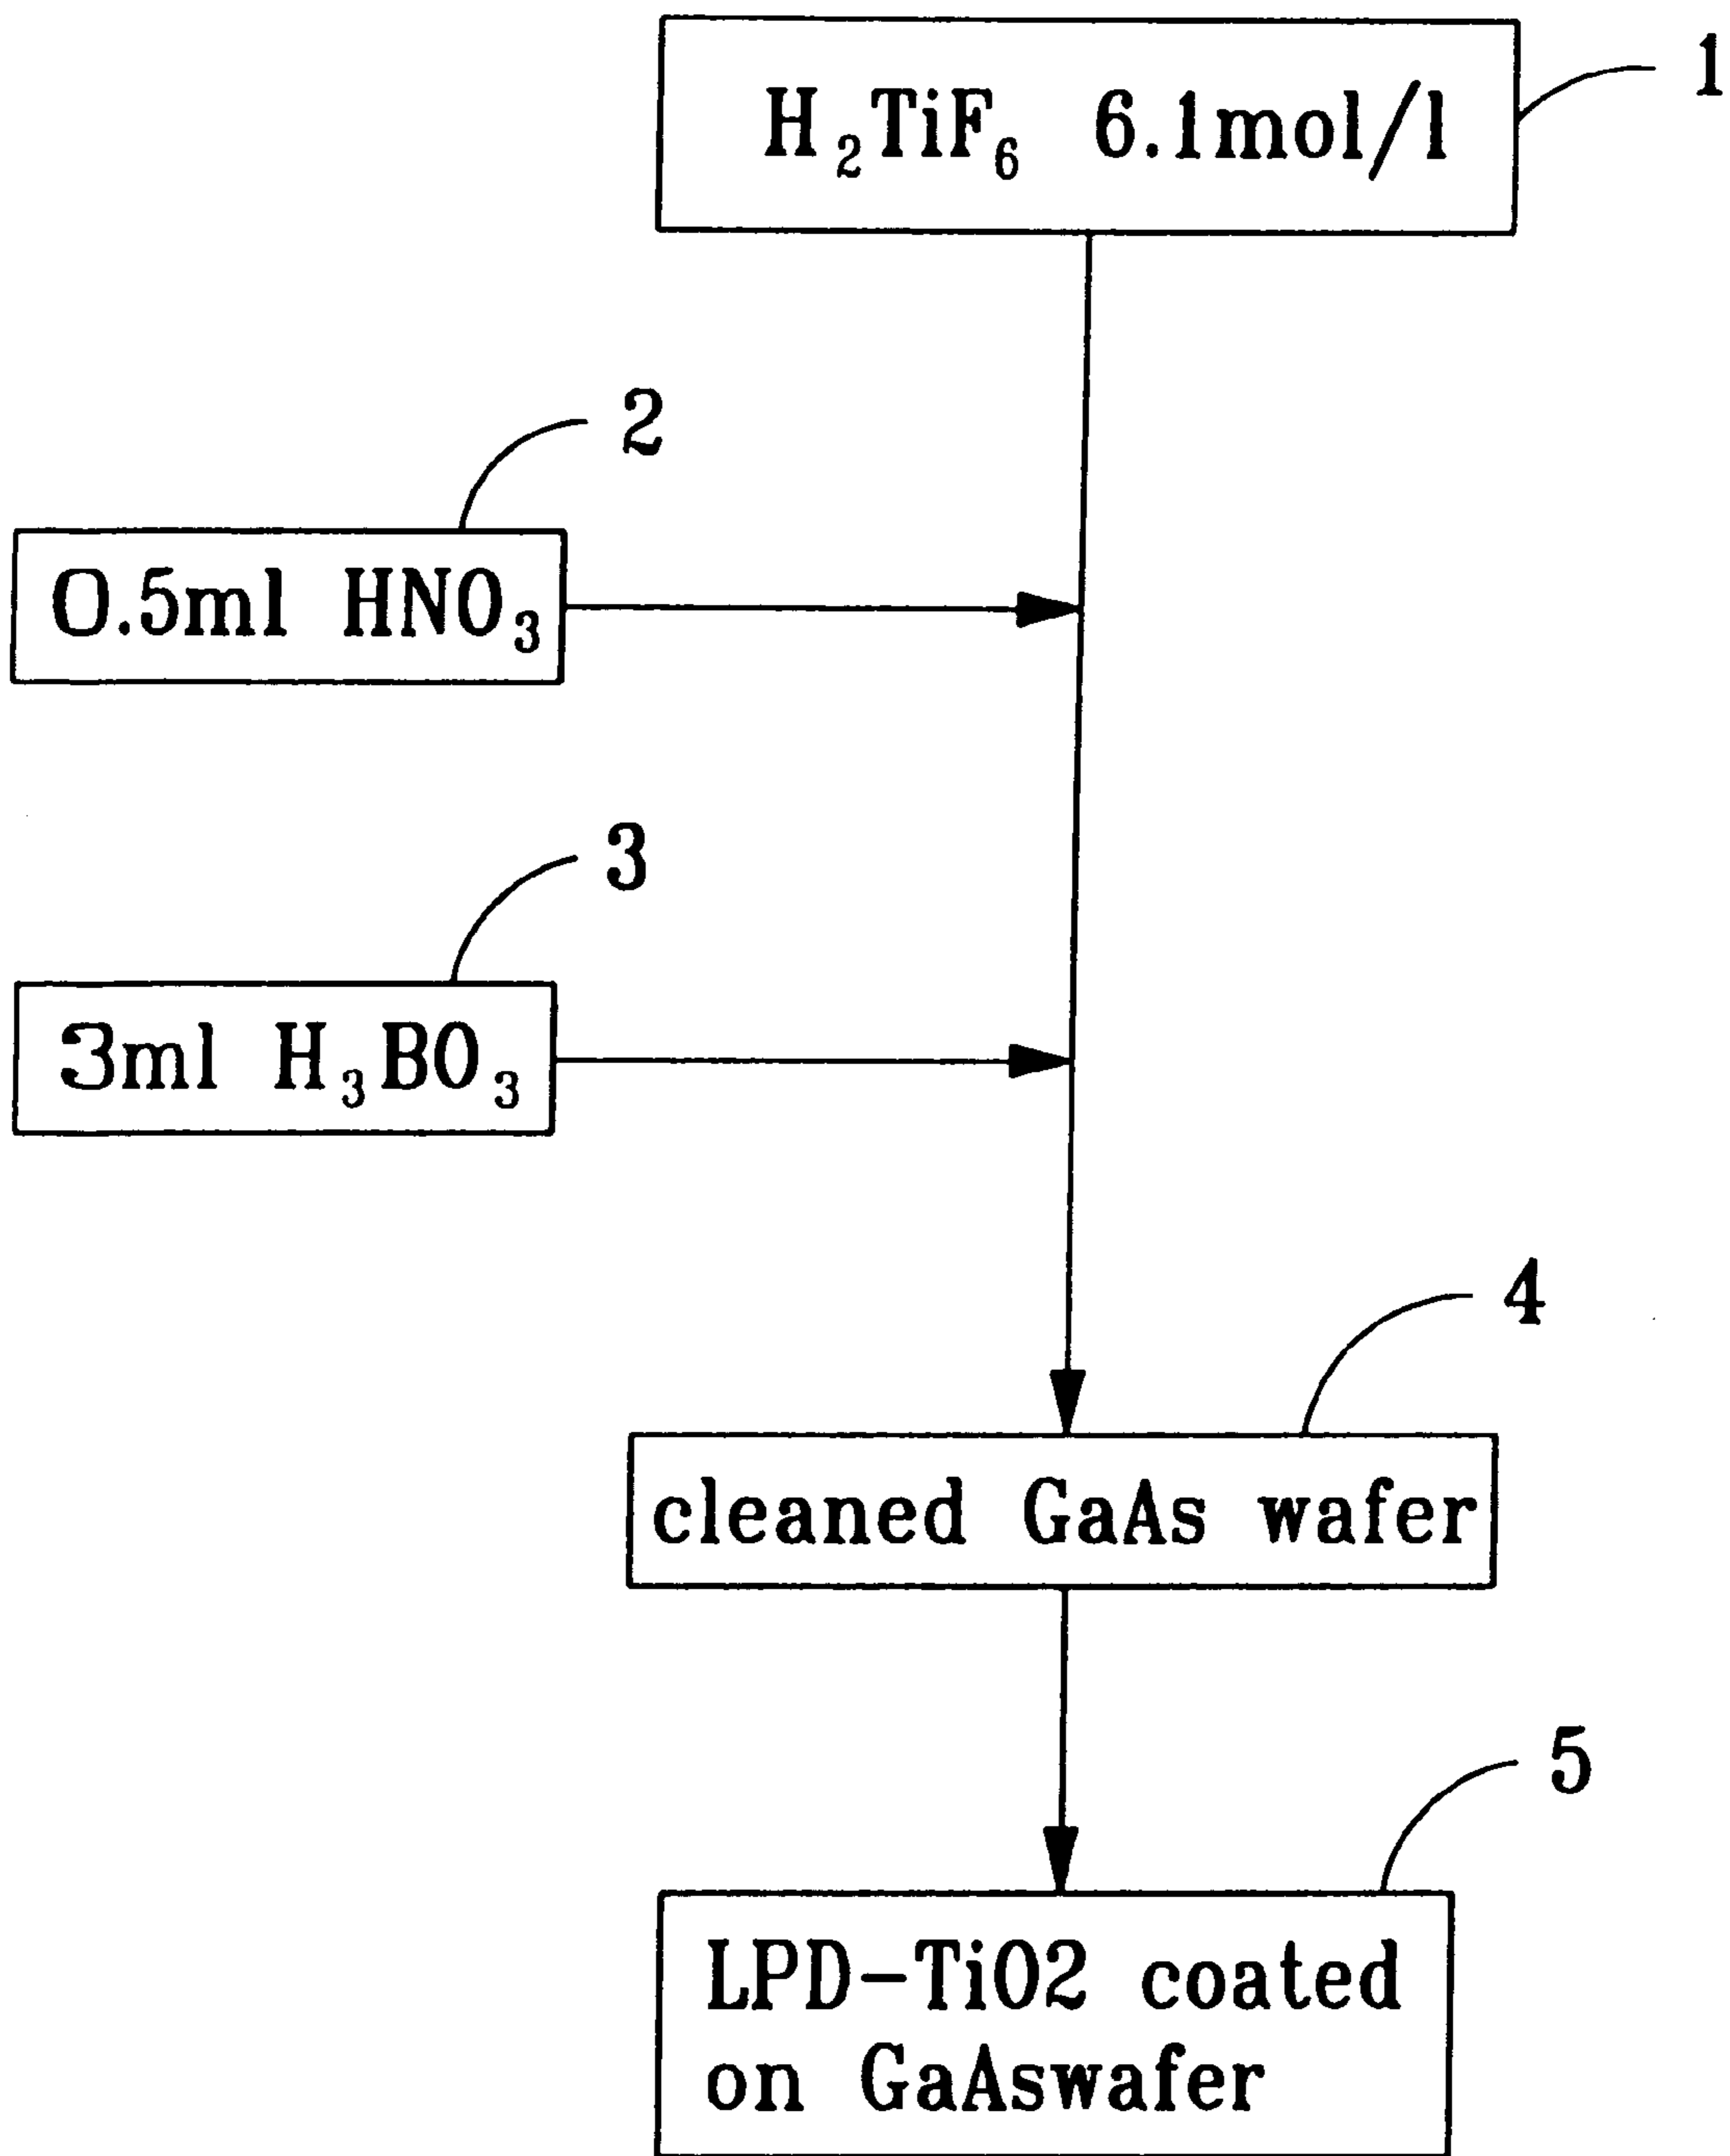 H₂TiF₆ 6.1mol/l
1
2
0.5ml HNO₃
3
3ml H₃BO₃
4
cleaned GaAs wafer
5
LPD-TiO2 coated
on GaAswafer